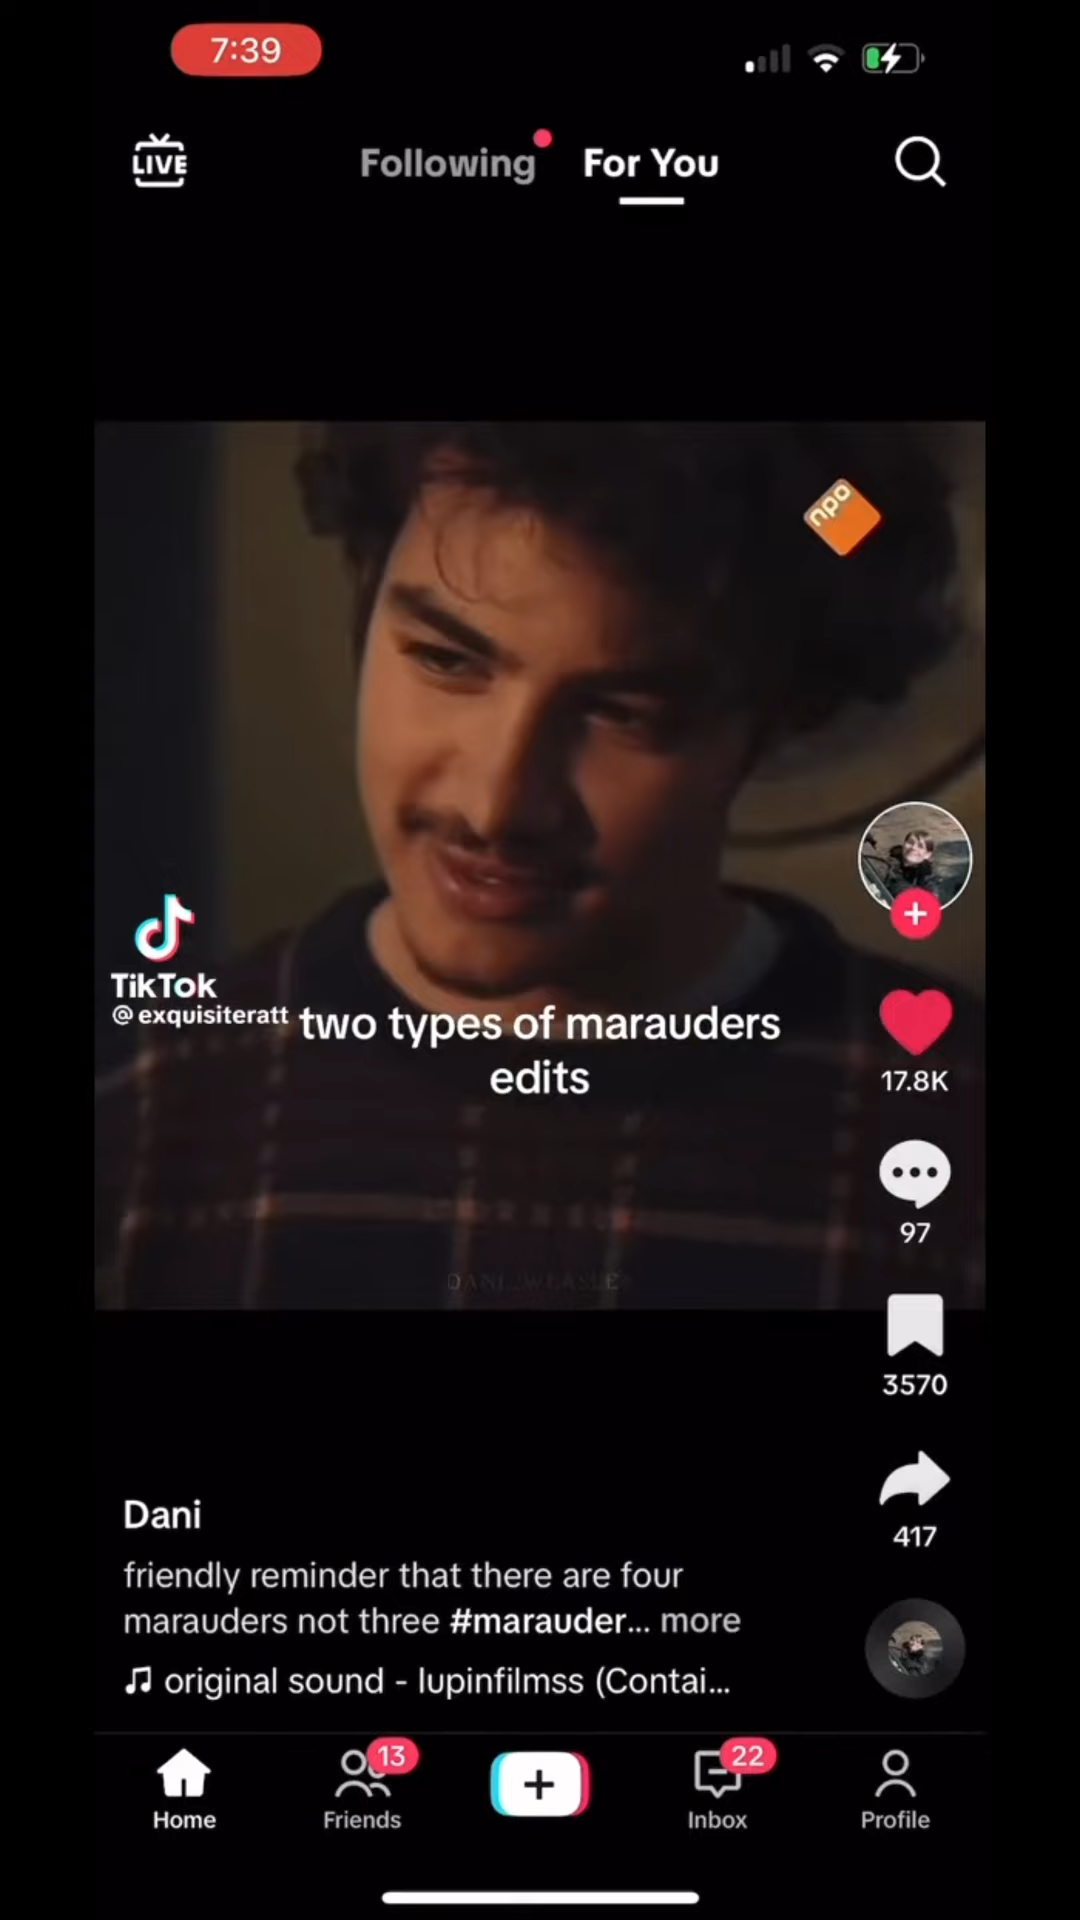 7:39
LIVE
Following
For You
npo
TikTok
@exquisiteratt
two types of marauders
edits
17.8K
97
3570
417
Dani
friendly reminder that there are four
marauders not three #marauder... more
original sound - lupinfilmss (Contai...
13
22
Home
Friends
Inbox
Profile